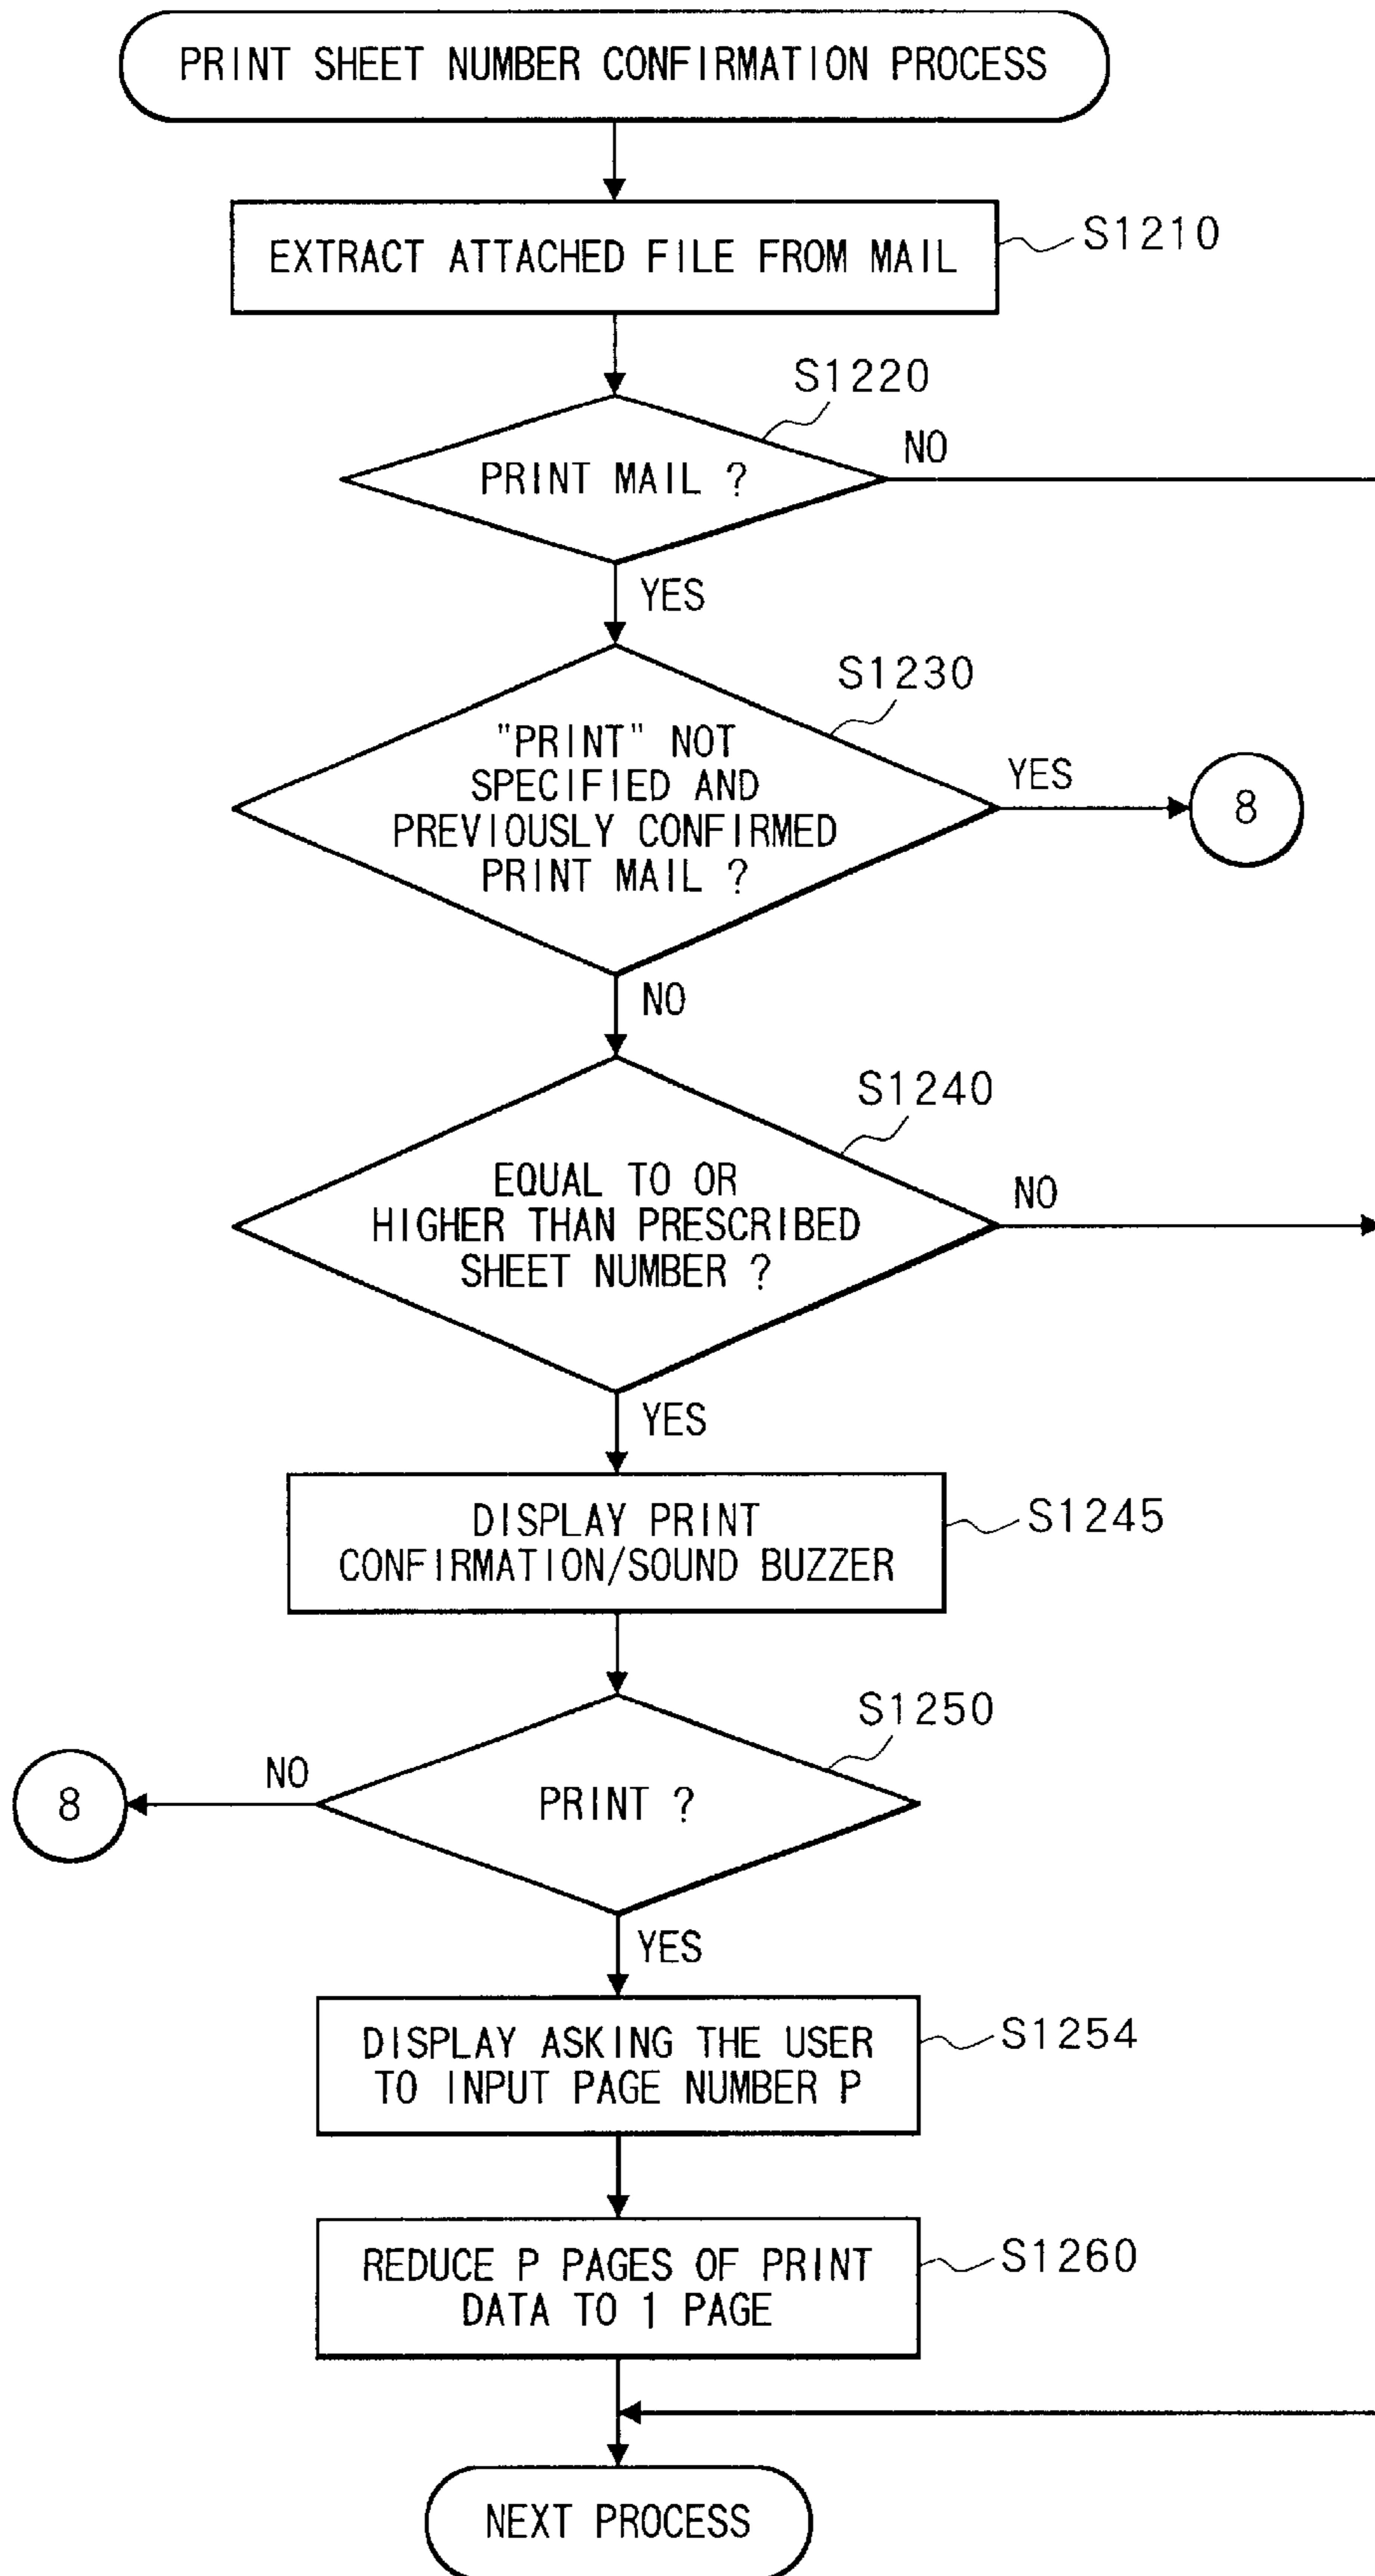 PRINT SHEET NUMBER CONFIRMATION PROCESS
EXTRACT ATTACHED FILE FROM MAIL
S1210
S1220
PRINT MAIL ?
NO
YES
S1230
"PRINT" NOT
SPECIFIED AND
PREVIOUSLY CONFIRMED
PRINT MAIL ?
YES
8
NO
S1240
EQUAL TO OR
HIGHER THAN PRESCRIBED
SHEET NUMBER ?
NO
YES
DISPLAY PRINT
CONFIRMATION/SOUND BUZZER
S1245
S1250
PRINT ?
NO
8
YES
DISPLAY ASKING THE USER
TO INPUT PAGE NUMBER P
S1254
REDUCE P PAGES OF PRINT
DATA TO 1 PAGE
S1260
NEXT PROCESS